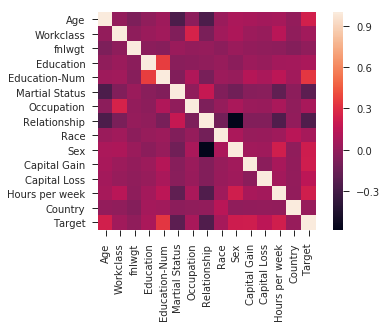 Age
Workclass
fnlwgt
Education
Education-Num
Martial Status
Occupation
Relationship
Race
Sex
Capital Gain
Capital Loss
Hours per week
Country
Target
0.9
0.6
0.3
0.0
−0.3
Age
Workclass
fnlwgt
Education
Education-Num
Martial Status
Occupation
Relationship
Race
Sex
Capital Gain
Capital Loss
Hours per week
Country
Target